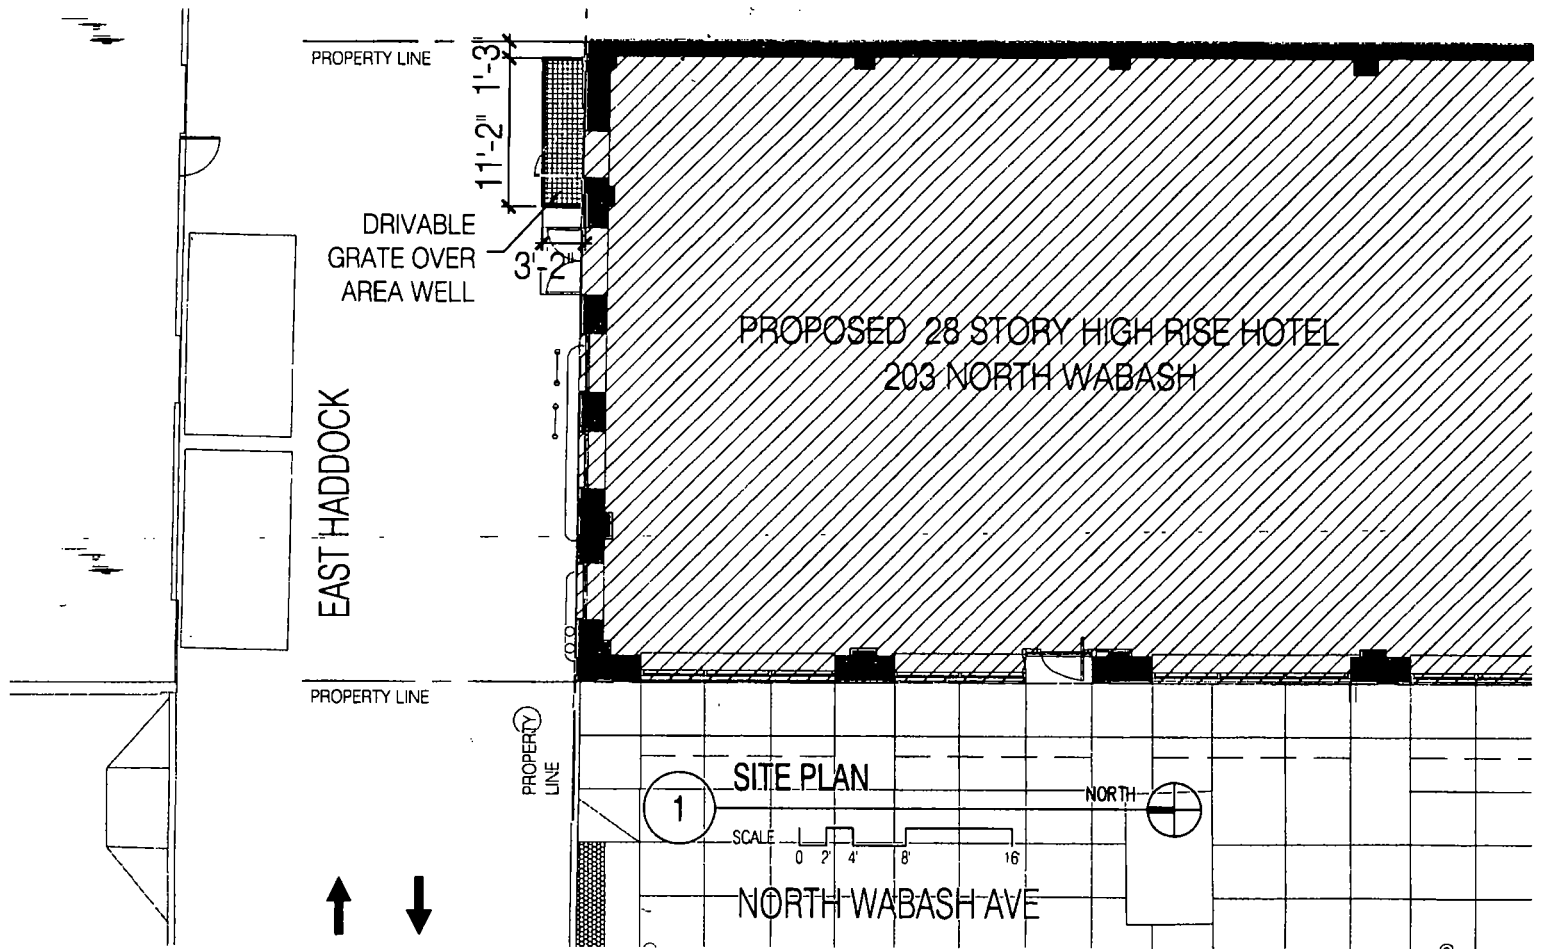 PROPERTY LINE
1'-3"
11'-2"
DRIVABLE
GRATE OVER
AREA WELL
3'-2"
PROPOSED 28 STORY HIGH RISE HOTEL
203 NORTH WABASH
EAST HADDOCK
PROPERTY LINE
PROPERTY
LINE
1
SITE PLAN
NORTH
SCALE
0 2' 4' 8' 16'
NORTH WABASH AVE